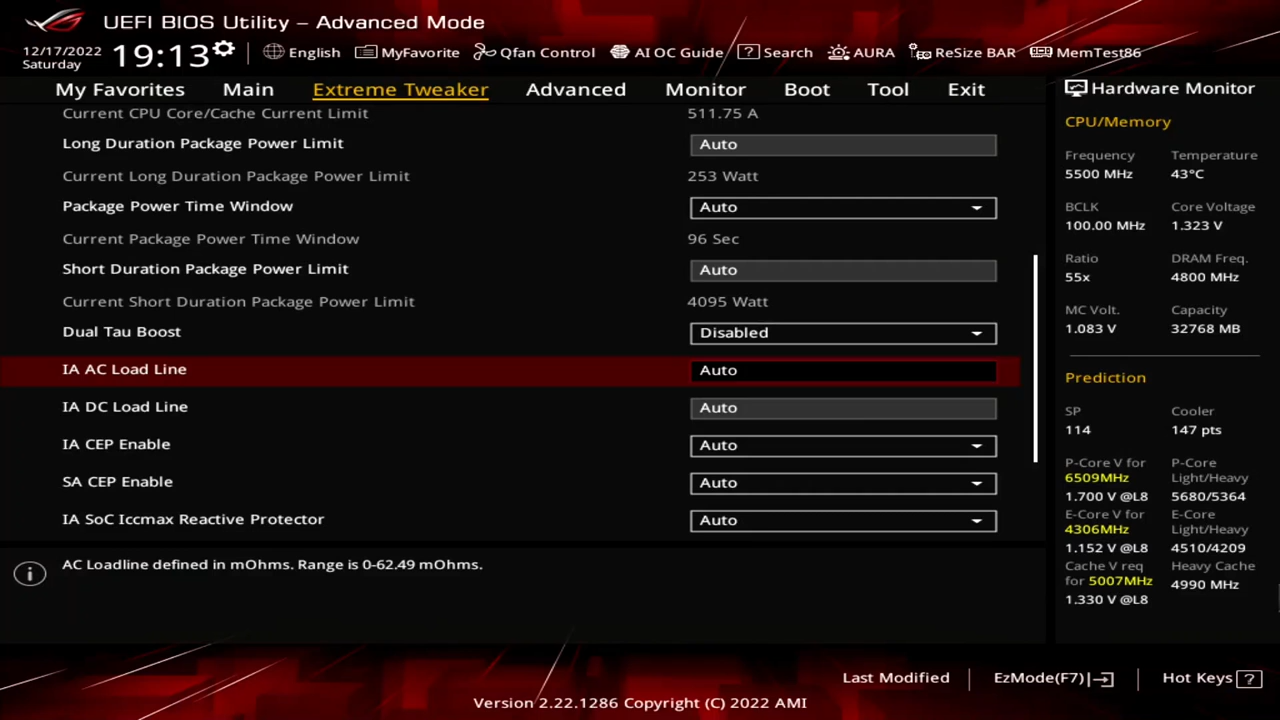 UEFI BIOS Utility – Advanced Mode
12/17/2022
Saturday
19:13
English
MyFavorite
Qfan Control
AI OC Guide
? Search
AURA
ReSize BAR
MemTest86
My Favorites
Main
Extreme Tweaker
Advanced
Monitor
Boot
Tool
Exit
Current CPU Core/Cache Current Limit 511.75 A
Long Duration Package Power Limit Auto
Current Long Duration Package Power Limit 253 Watt
Package Power Time Window Auto
Current Package Power Time Window 96 Sec
Short Duration Package Power Limit Auto
Current Short Duration Package Power Limit 4095 Watt
Dual Tau Boost Disabled
IA AC Load Line Auto
IA DC Load Line Auto
IA CEP Enable Auto
SA CEP Enable Auto
IA SoC Iccmax Reactive Protector Auto
i AC Loadline defined in mOhms. Range is 0-62.49 mOhms.
Hardware Monitor
CPU/Memory
Frequency Temperature
5500 MHz 43°C
BCLK Core Voltage
100.00 MHz 1.323 V
Ratio DRAM Freq.
55x 4800 MHz
MC Volt. Capacity
1.083 V 32768 MB
Prediction
SP Cooler
114 147 pts
P-Core V for P-Core
6509MHz Light/Heavy
1.700 V @L8 5680/5364
E-Core V for E-Core
4306MHz Light/Heavy
1.152 V @L8 4510/4209
Cache V req Heavy Cache
for 5007MHz 4990 MHz
1.330 V @L8
Last Modified
EzMode(F7)
Hot Keys ?
Version 2.22.1286 Copyright (C) 2022 AMI